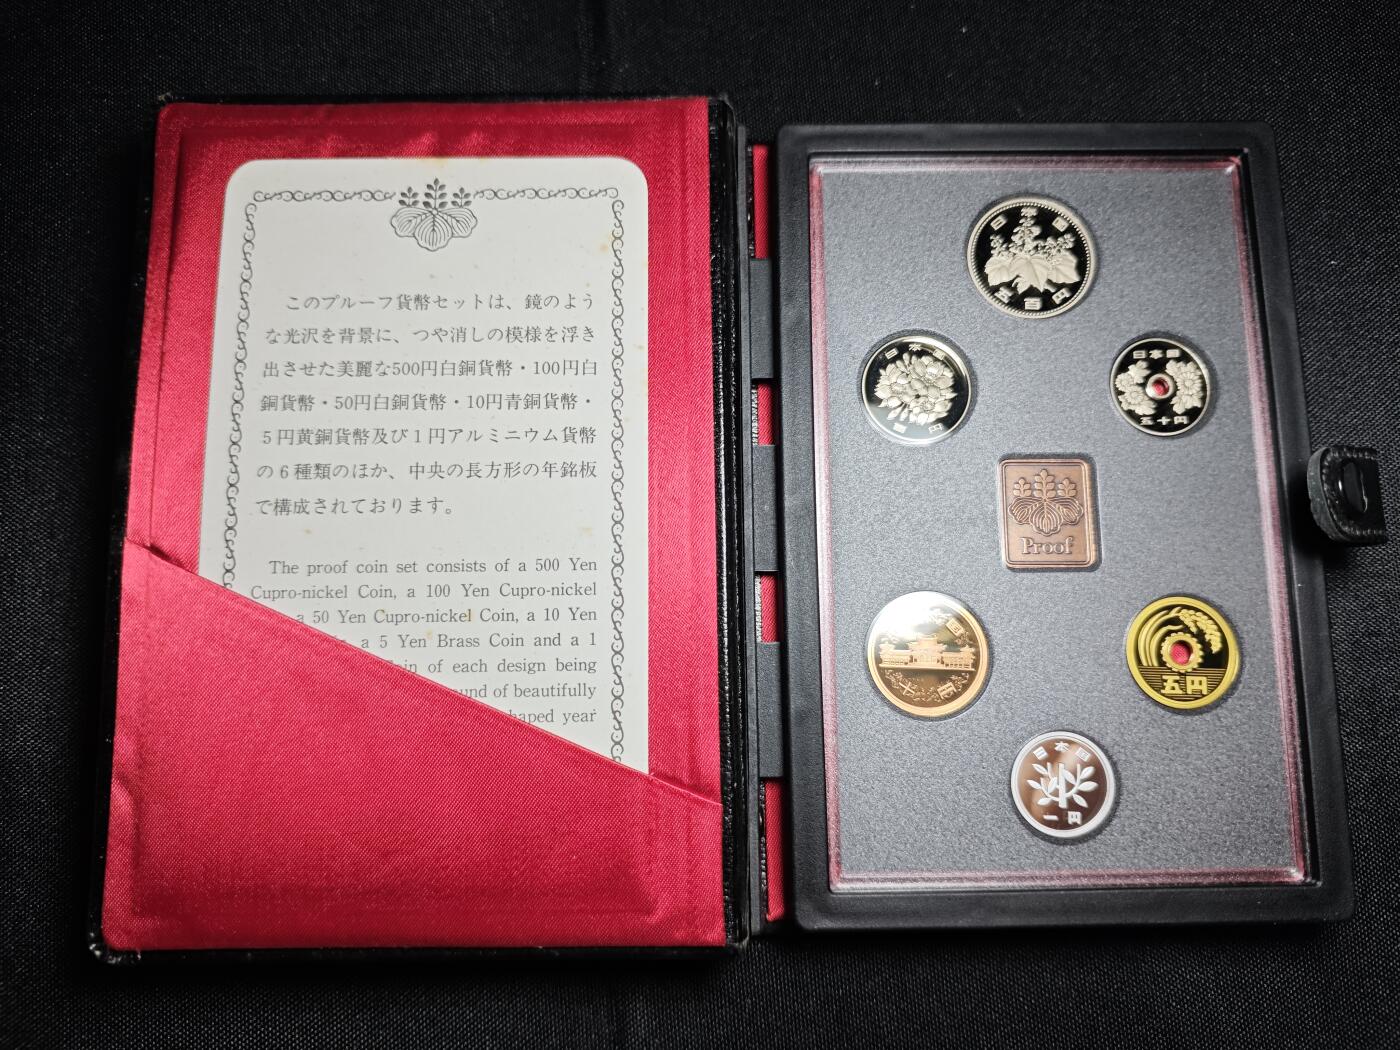 このプルーフ貨幣セットは、鏡のよう
な光沢を背景に、つや消しの模様を浮き
出させた美麗な500円白銅貨幣・100円白
銅貨幣・50円白銅貨幣・10円青銅貨幣・
5円黄銅貨幣及び1円アルミニウム貨幣
の6種類のほか、中央の長方形の年銘板
で構成されております。
The proof coin set consists of a 500 Yen
Cupro-nickel Coin, a 100 Yen Cupro-nickel
a 50 Yen Cupro-nickel Coin, a 10 Yen
a 5 Yen Brass Coin and a 1
of each design being
of beautifully
year
日本国
五百円
日本国
百円
日本国
五十円
Proof
国
十
五円
日本国
一円